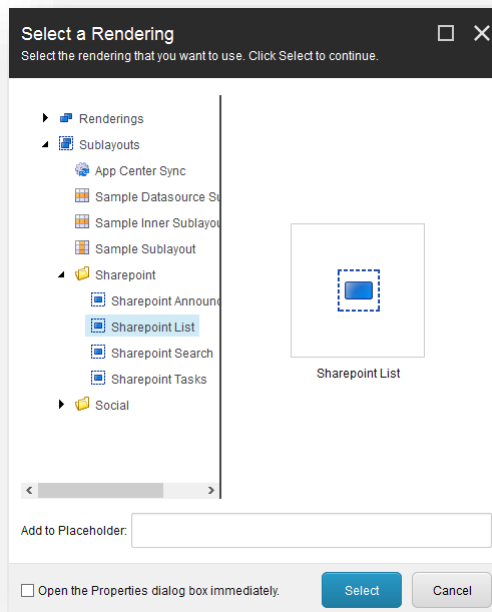 Select a Rendering
Select the rendering that you want to use. Click Select to continue.
Renderings
Sublayouts
App Center Sync
Sample Datasource Su
Sample Inner Sublayou
Sample Sublayout
Sharepoint
Sharepoint Announc
Sharepoint List
Sharepoint Search
Sharepoint Tasks
Social
Sharepoint List
Add to Placeholder:
Open the Properties dialog box immediately.
Select
Cancel